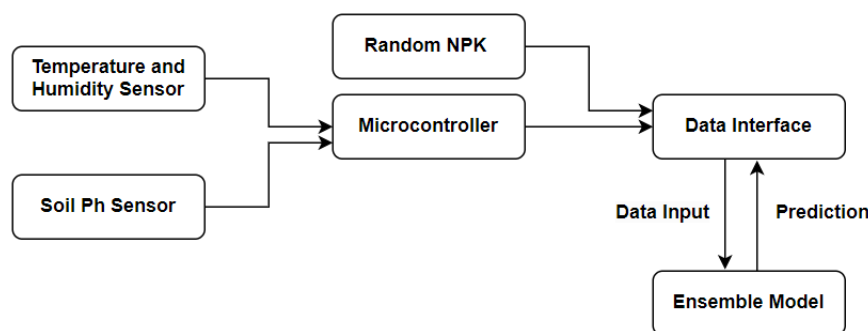 Random NPK
Temperature and
Humidity Sensor
Microcontroller
Data Interface
Soil Ph Sensor
Data Input
Prediction
Ensemble Model